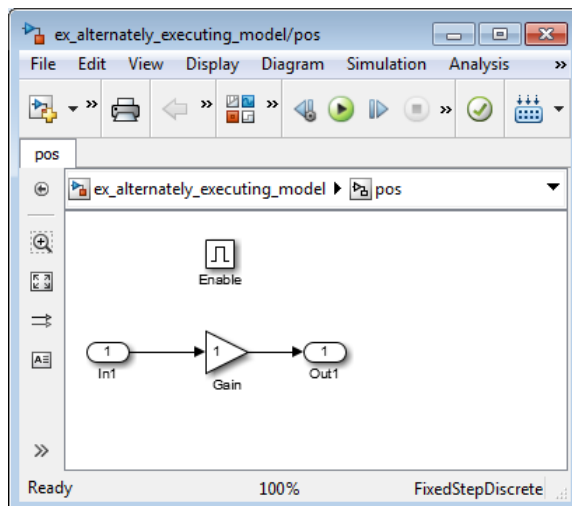 ex_alternately_executing_model/pos
File Edit View Display Diagram Simulation Analysis »
» » » »
pos
ex_alternately_executing_model pos
Enable
1 1 1
In1 Gain Out1
»
Ready 100% FixedStepDiscrete